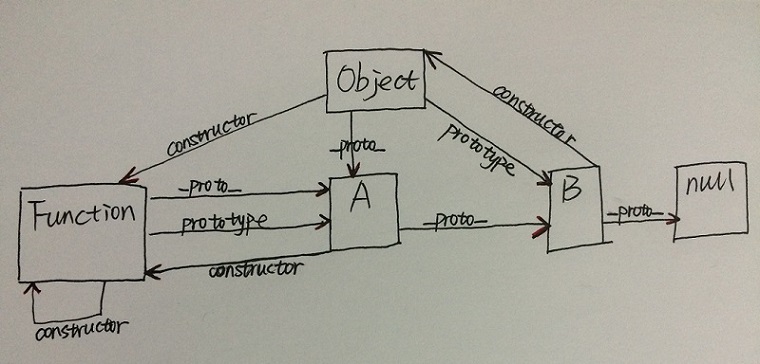 Object
constructor
constructor
_proto_
prototype
_proto_
A
B
null
Function
prototype
_proto_
_proto_
constructor
constructor